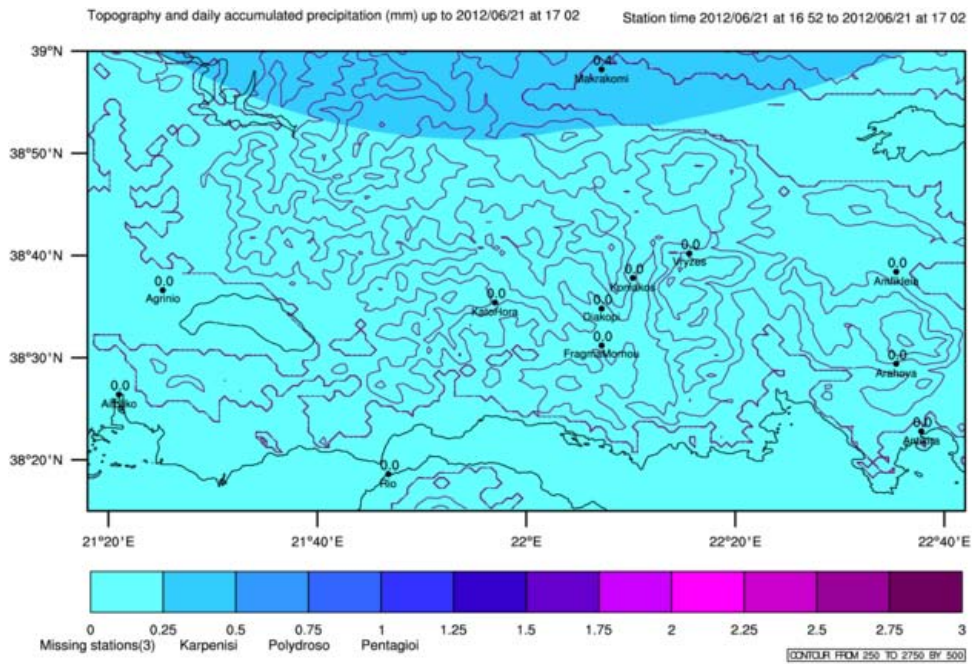 Topography and daily accumulated precipitation (mm) up to 2012/06/21 at 17 02 Station time 2012/06/21 at 16 52 to 2012/06/21 at 17 02
39°N
0.4
Makrakomi
38°50'N
38°40'N
0.0
Vryzes
0.0
Amfikleia
0.0
Koniakos
0.0
Agrinio
0.0
KatoHora
0.0
Diakopi
38°30'N
0.0
FragmaMornou
0.0
Arahova
0.0
0.0
38°20'N
0.0
Rio
21°20'E 21°40'E 22°E 22°20'E 22°40'E
0 0.25 0.5 0.75 1 1.25 1.5 1.75 2 2.25 2.5 2.75 3
Missing stations(3) Karpenisi Polydroso Pentagioi
CONTOUR FROM 250 TO 2750 BY 500